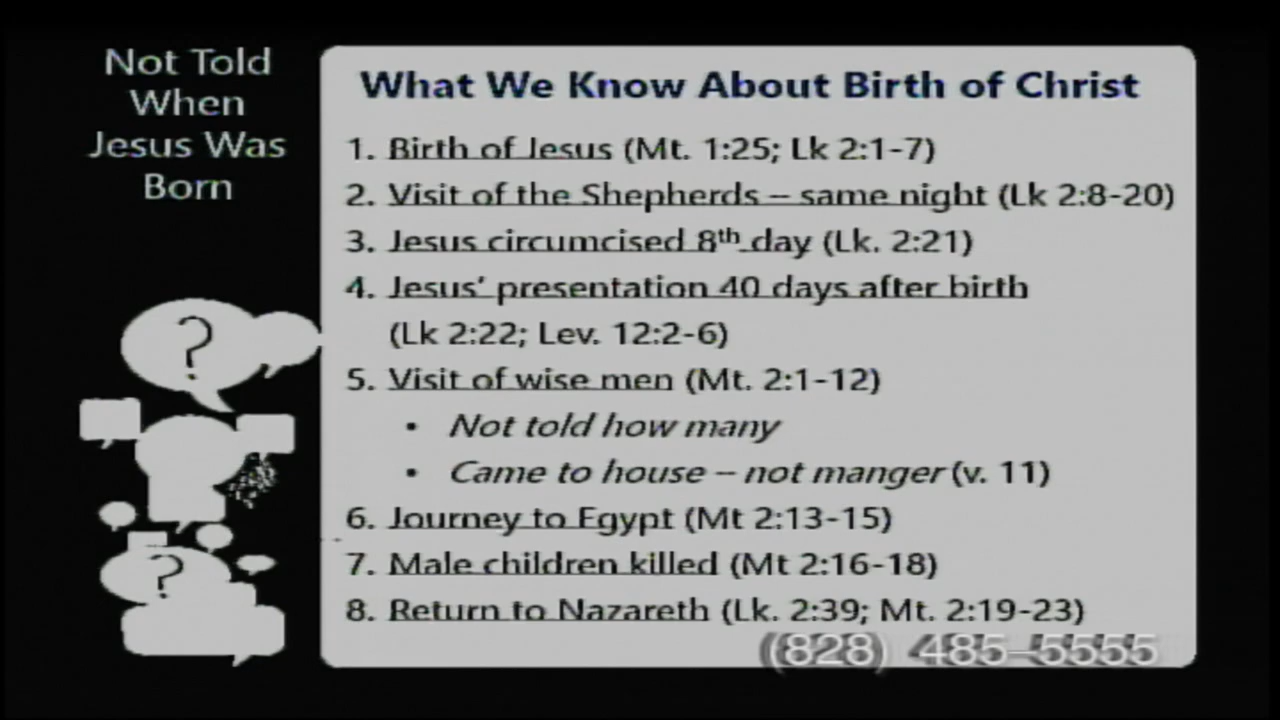 Not Told
When
Jesus Was
Born
What We Know About Birth of Christ
1. Birth of Jesus (Mt. 1:25; Lk 2:1-7)
2. Visit of the Shepherds – same night (Lk 2:8-20)
3. Jesus circumcised 8th day (Lk. 2:21)
4. Jesus’ presentation 40 days after birth
(Lk 2:22; Lev. 12:2-6)
5. Visit of wise men (Mt. 2:1-12)
• Not told how many
• Came to house – not manger (v. 11)
6. Journey to Egypt (Mt 2:13-15)
7. Male children killed (Mt 2:16-18)
8. Return to Nazareth (Lk. 2:39; Mt. 2:19-23)
(828) 485-5555
?
?